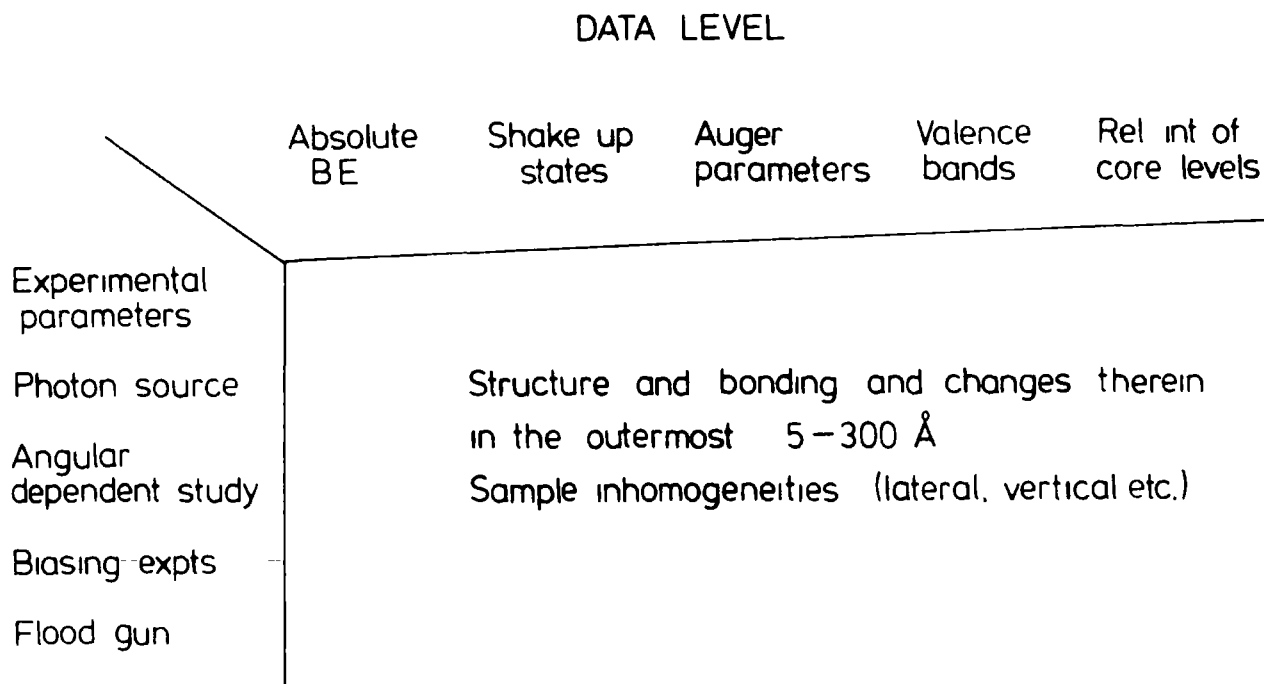 DATA LEVEL
Absolute BE
Shake up states
Auger parameters
Valence bands
Rel int of core levels
Experimental parameters
Photon source
Angular dependent study
Biasing expts
Flood gun
Structure and bonding and changes therein
in the outermost 5-300 Å
Sample inhomogeneities (lateral, vertical etc.)